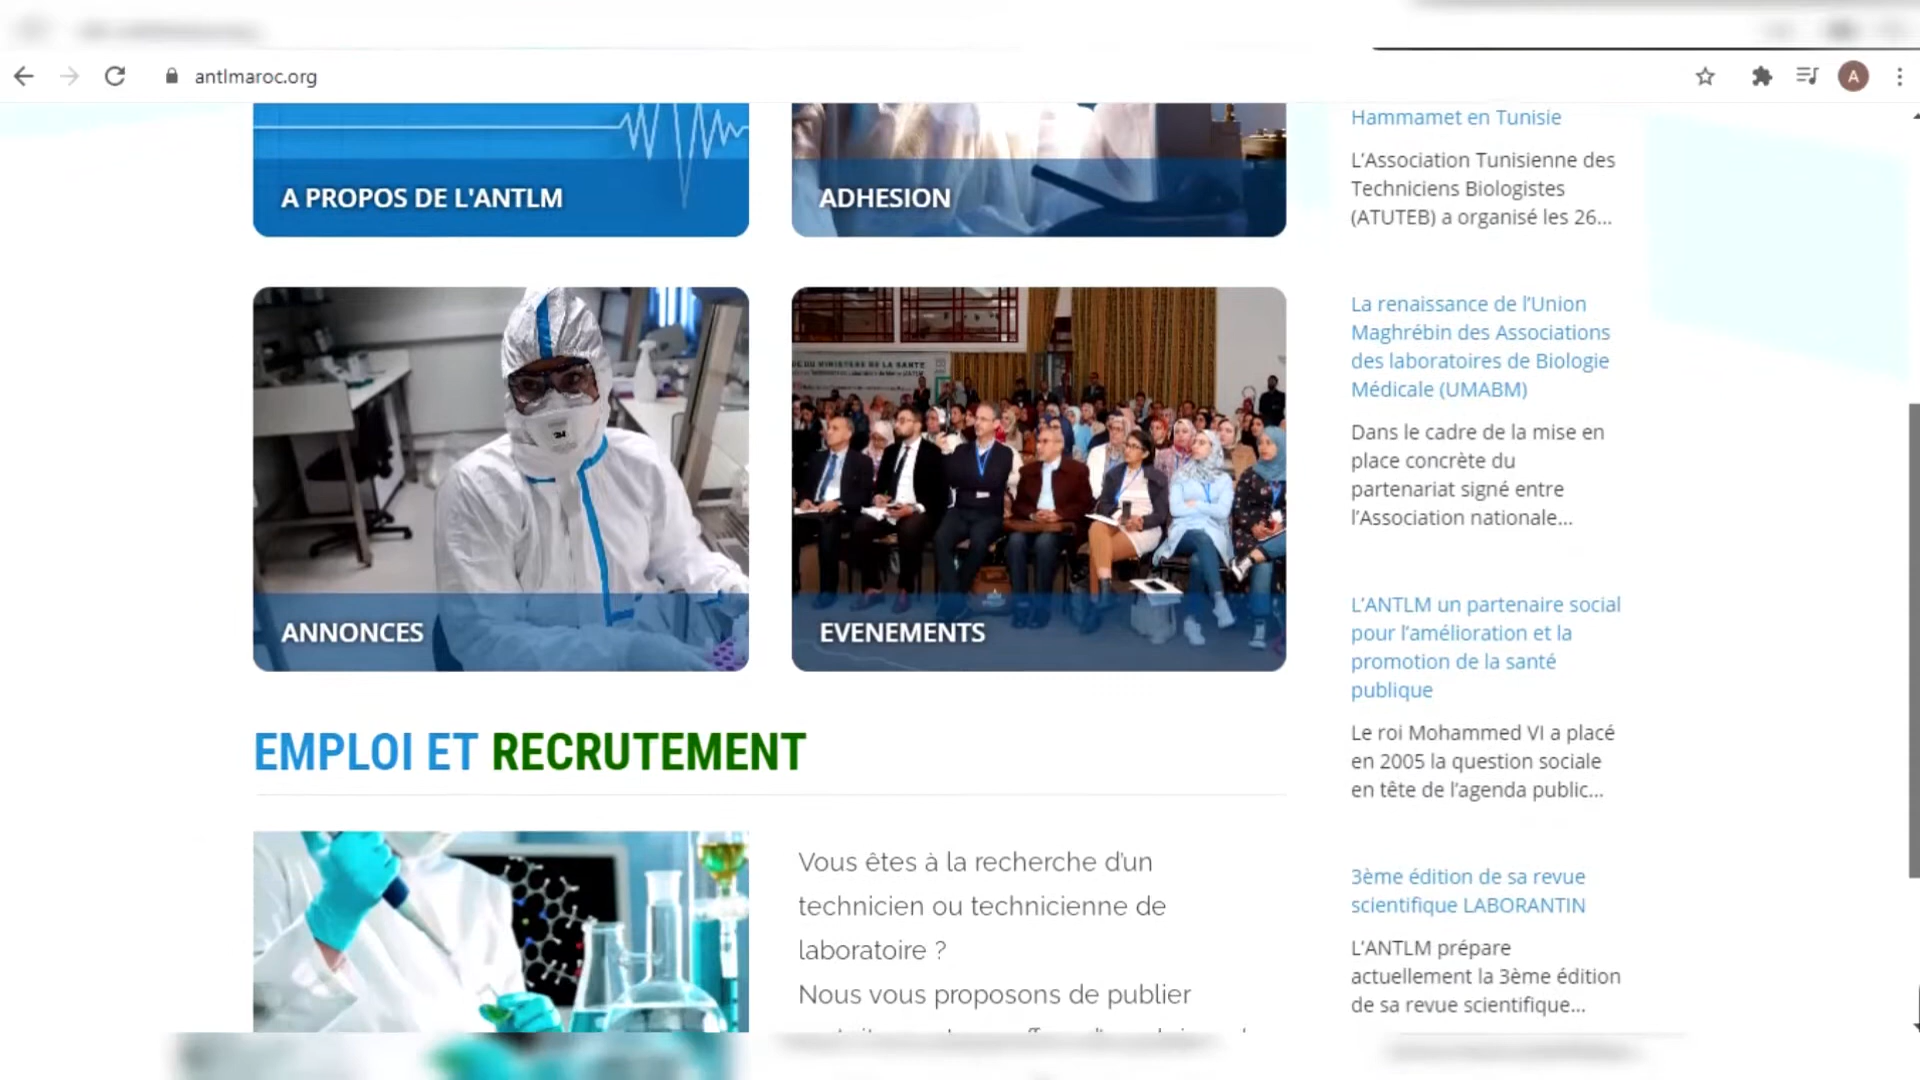 antlmaroc.org
A
A PROPOS DE L'ANTLM
ADHESION
ANNONCES
DU MINISTERE DE LA SANTE
EVENEMENTS
EMPLOI ET RECRUTEMENT
Vous êtes à la recherche d'un
technicien ou technicienne de
laboratoire ?
Nous vous proposons de publier
Hammamet en Tunisie
L'Association Tunisienne des
Techniciens Biologistes
(ATUTEB) a organisé les 26...
La renaissance de l'Union
Maghrébin des Associations
des laboratoires de Biologie
Médicale (UMABM)
Dans le cadre de la mise en
place concrète du
partenariat signé entre
l'Association nationale...
L'ANTLM un partenaire social
pour l'amélioration et la
promotion de la santé
publique
Le roi Mohammed VI a placé
en 2005 la question sociale
en tête de l'agenda public...
3ème édition de sa revue
scientifique LABORANTIN
L'ANTLM prépare
actuellement la 3ème édition
de sa revue scientifique...